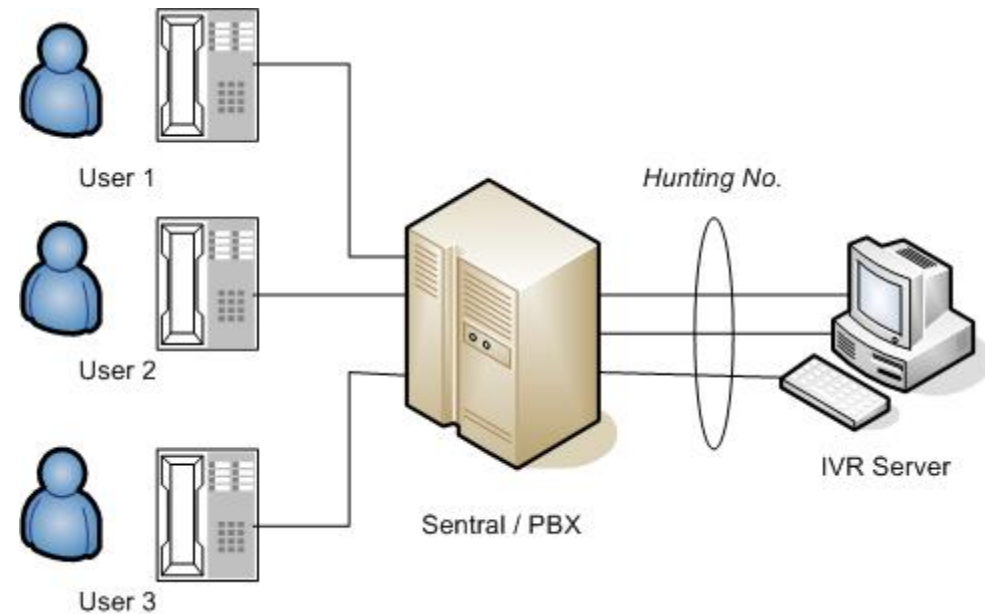 User 1
Hunting No.
User 2
IVR Server
Sentral / PBX
User 3